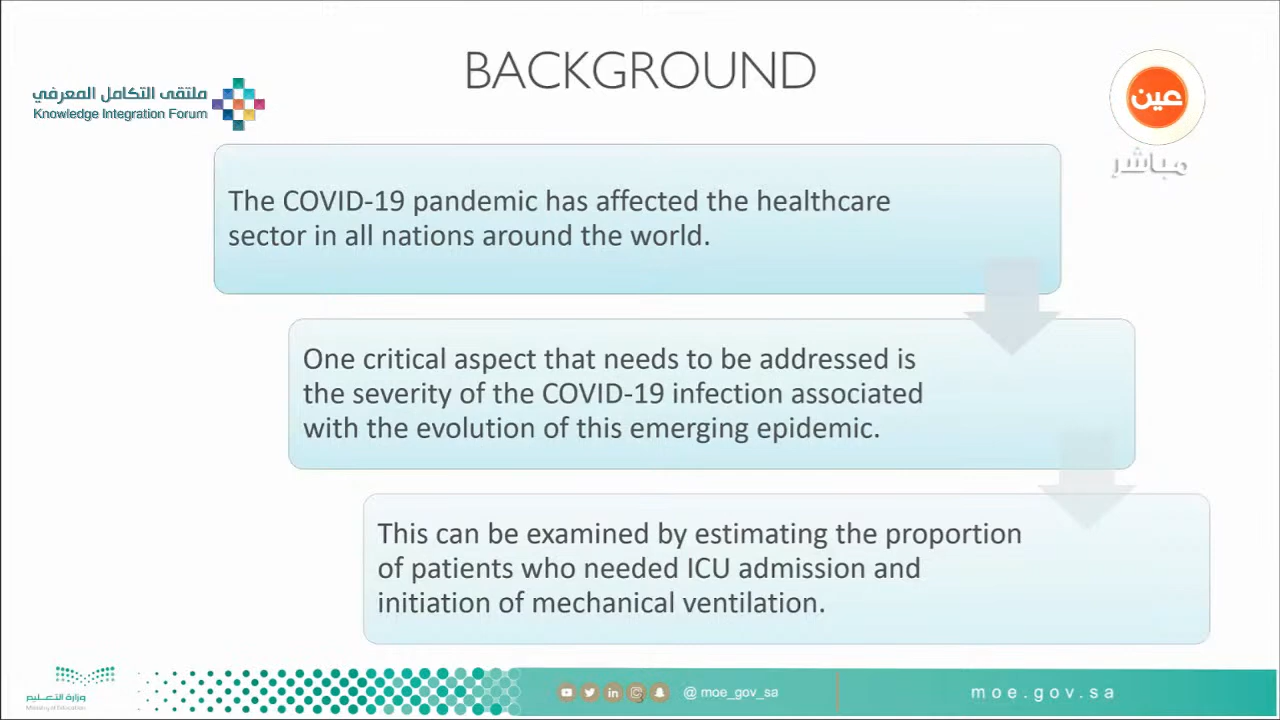 BACKGROUND
ملتقى التكامل المعرفي
Knowledge Integration Forum
عين
مباشر
The COVID-19 pandemic has affected the healthcare
sector in all nations around the world.
One critical aspect that needs to be addressed is
the severity of the COVID-19 infection associated
with the evolution of this emerging epidemic.
This can be examined by estimating the proportion
of patients who needed ICU admission and
initiation of mechanical ventilation.
وزارة التعليم
Ministry of Education
@ moe_gov_sa
moe.gov.sa